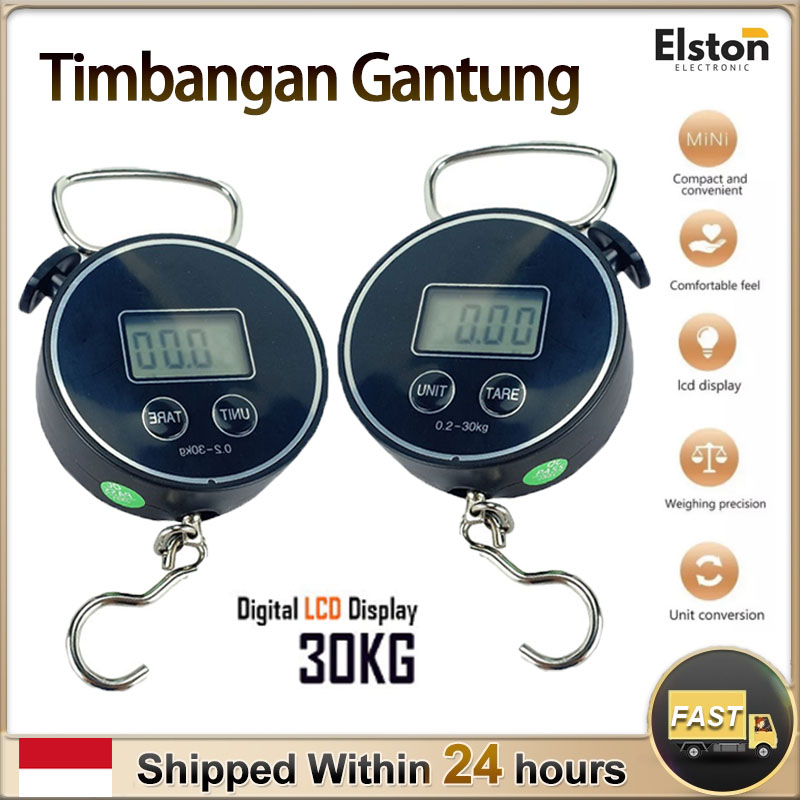 Timbangan Gantung
Elston
ELECTRONIC
MiNi
Compact and
convenient
Comfortable feel
lcd display
Weighing precision
Unit conversion
00.0
TARE UNIT
0.2-30kg
0.00
UNIT TARE
0.2-30kg
Digital LCD Display
30KG
FAST
Shipped Within 24 hours